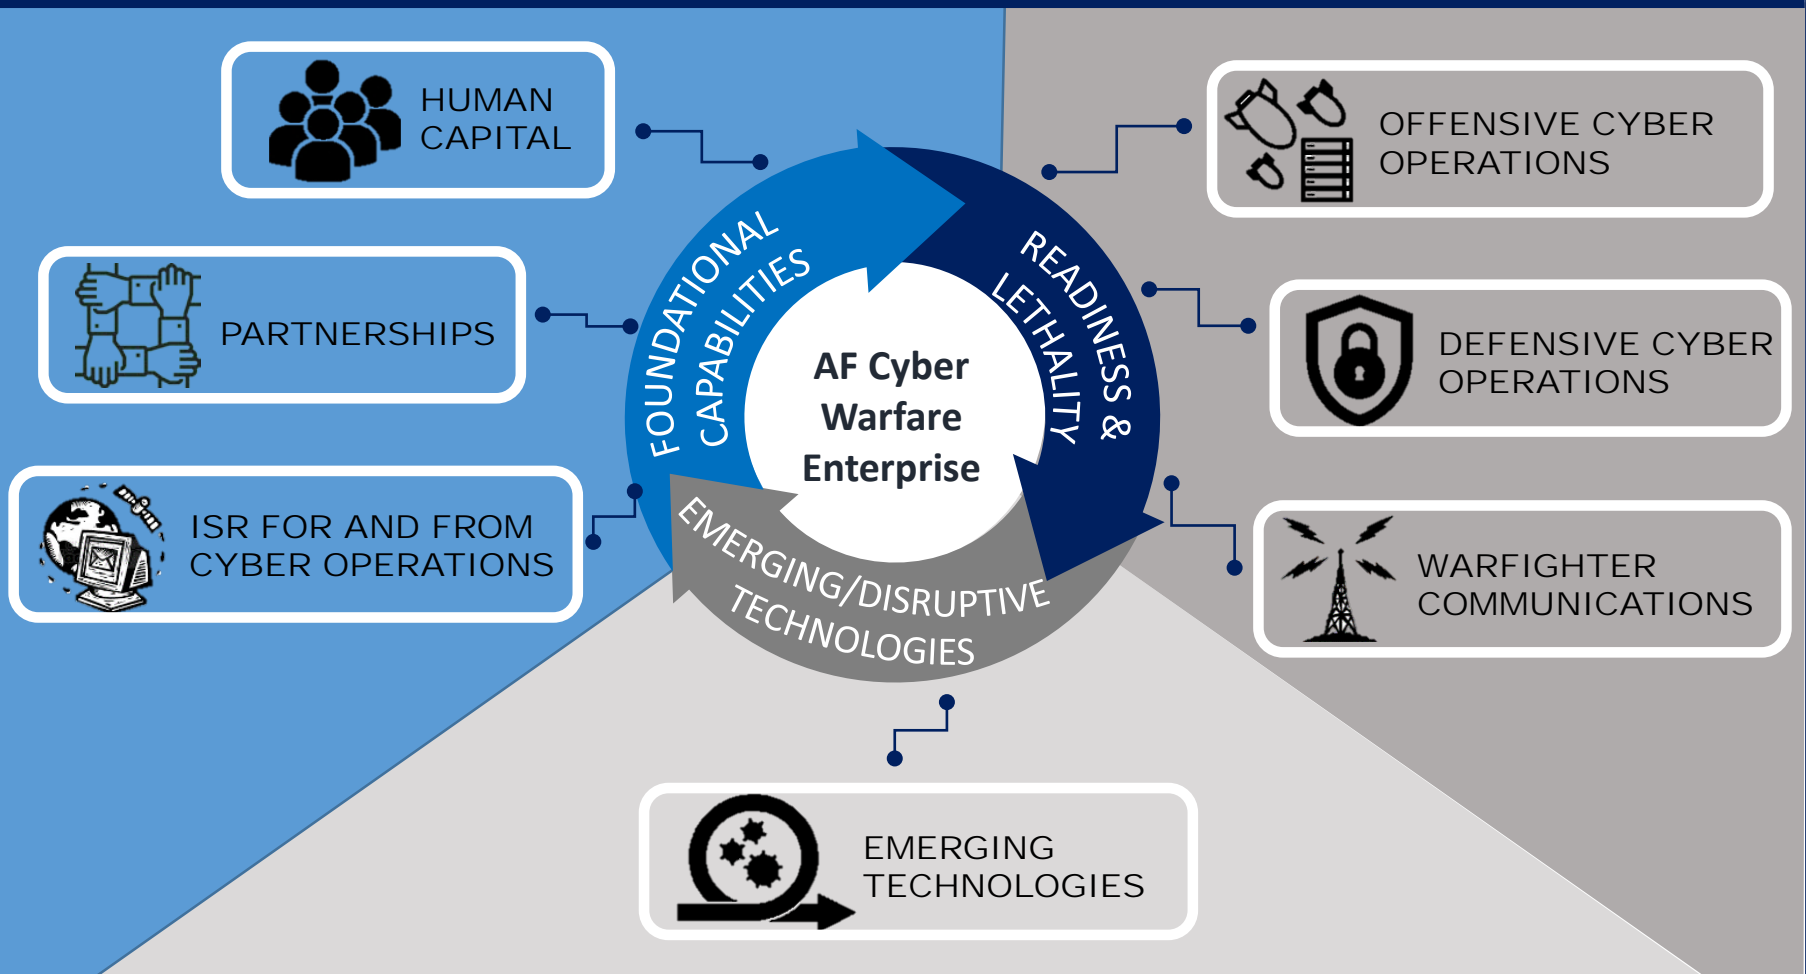 HUMAN
CAPITAL
PARTNERSHIPS
ISR FOR AND FROM
CYBER OPERATIONS
FOUNDATIONAL
CAPABILITIES
READINESS &
LETHALITY
EMERGING/DISRUPTIVE
TECHNOLOGIES
AF Cyber
Warfare
Enterprise
OFFENSIVE CYBER
OPERATIONS
DEFENSIVE CYBER
OPERATIONS
WARFIGHTER
COMMUNICATIONS
EMERGING
TECHNOLOGIES